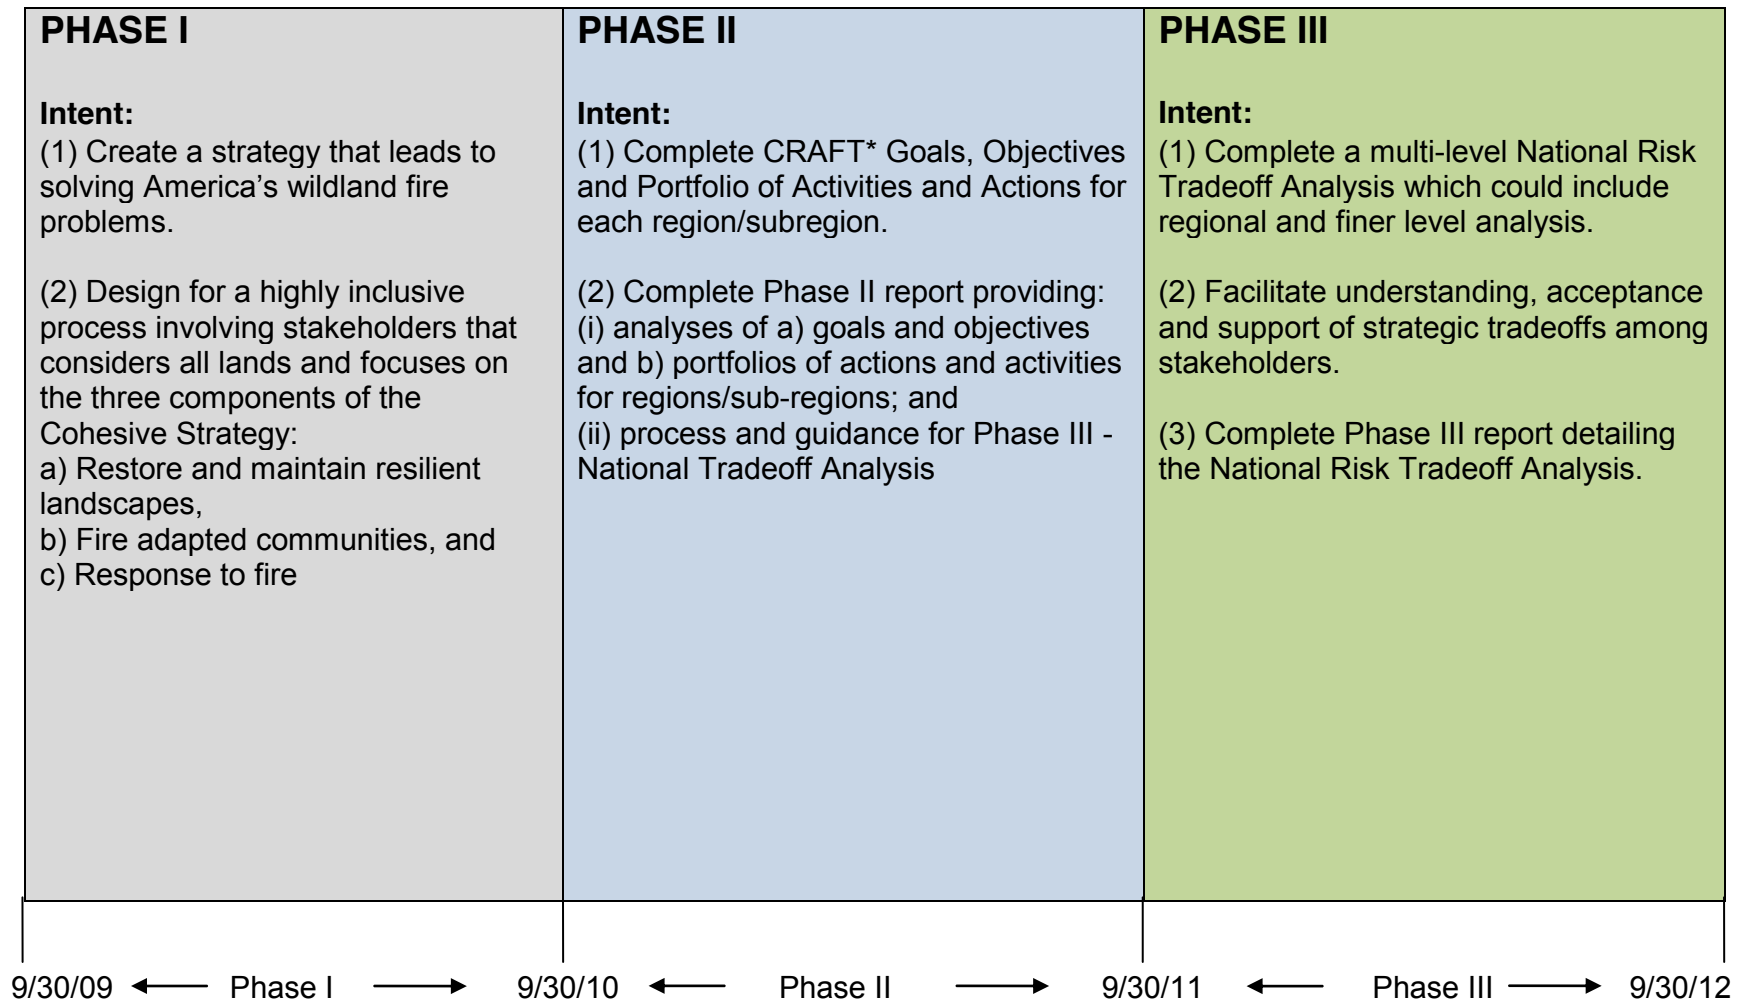 PHASE I
Intent:
(1) Create a strategy that leads to
solving America’s wildland fire
problems.
(2) Design for a highly inclusive
process involving stakeholders that
considers all lands and focuses on
the three components of the
Cohesive Strategy:
a) Restore and maintain resilient
landscapes,
b) Fire adapted communities, and
c) Response to fire
PHASE II
Intent:
(1) Complete CRAFT* Goals, Objectives
and Portfolio of Activities and Actions for
each region/subregion.
(2) Complete Phase II report providing:
(i) analyses of a) goals and objectives
and b) portfolios of actions and activities
for regions/sub-regions; and
(ii) process and guidance for Phase III -
National Tradeoff Analysis
PHASE III
Intent:
(1) Complete a multi-level National Risk
Tradeoff Analysis which could include
regional and finer level analysis.
(2) Facilitate understanding, acceptance
and support of strategic tradeoffs among
stakeholders.
(3) Complete Phase III report detailing
the National Risk Tradeoff Analysis.
9/30/09 Phase I 9/30/10 Phase II 9/30/11 Phase III 9/30/12